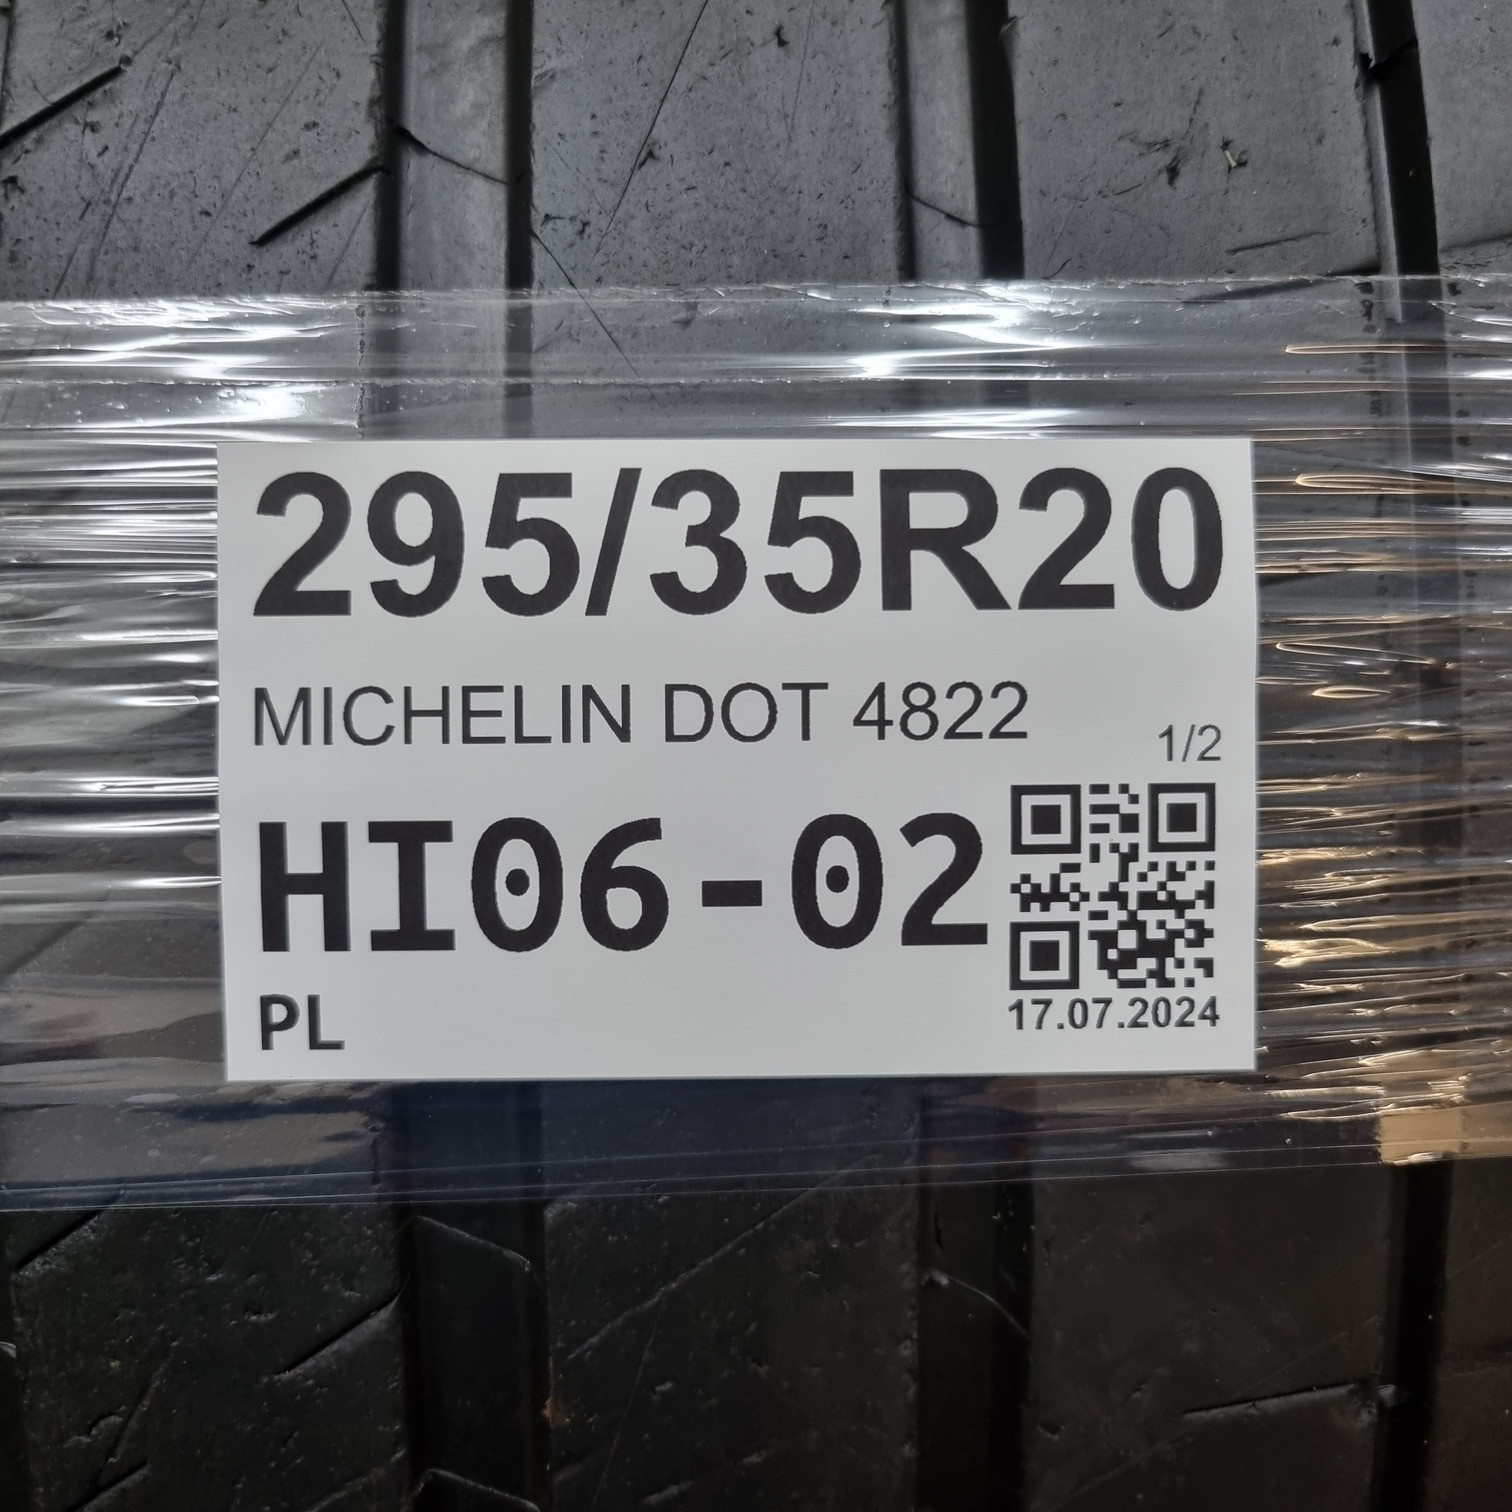 295/35R20
MICHELIN DOT 4822
1/2
HI06-02
PL
17.07.2024